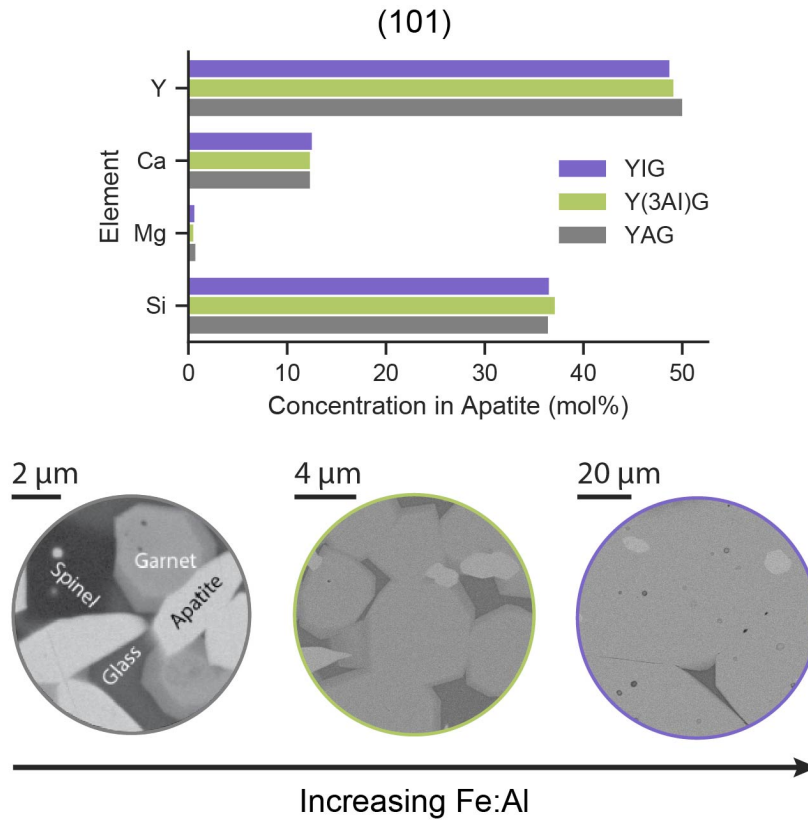 (101)
Element
Y
Ca
Mg
Si
YIG
Y(3Al)G
YAG
0 10 20 30 40 50
Concentration in Apatite (mol%)
2 μm
4 μm
20 μm
Garnet
Spinel
Apatite
Glass
Increasing Fe:Al